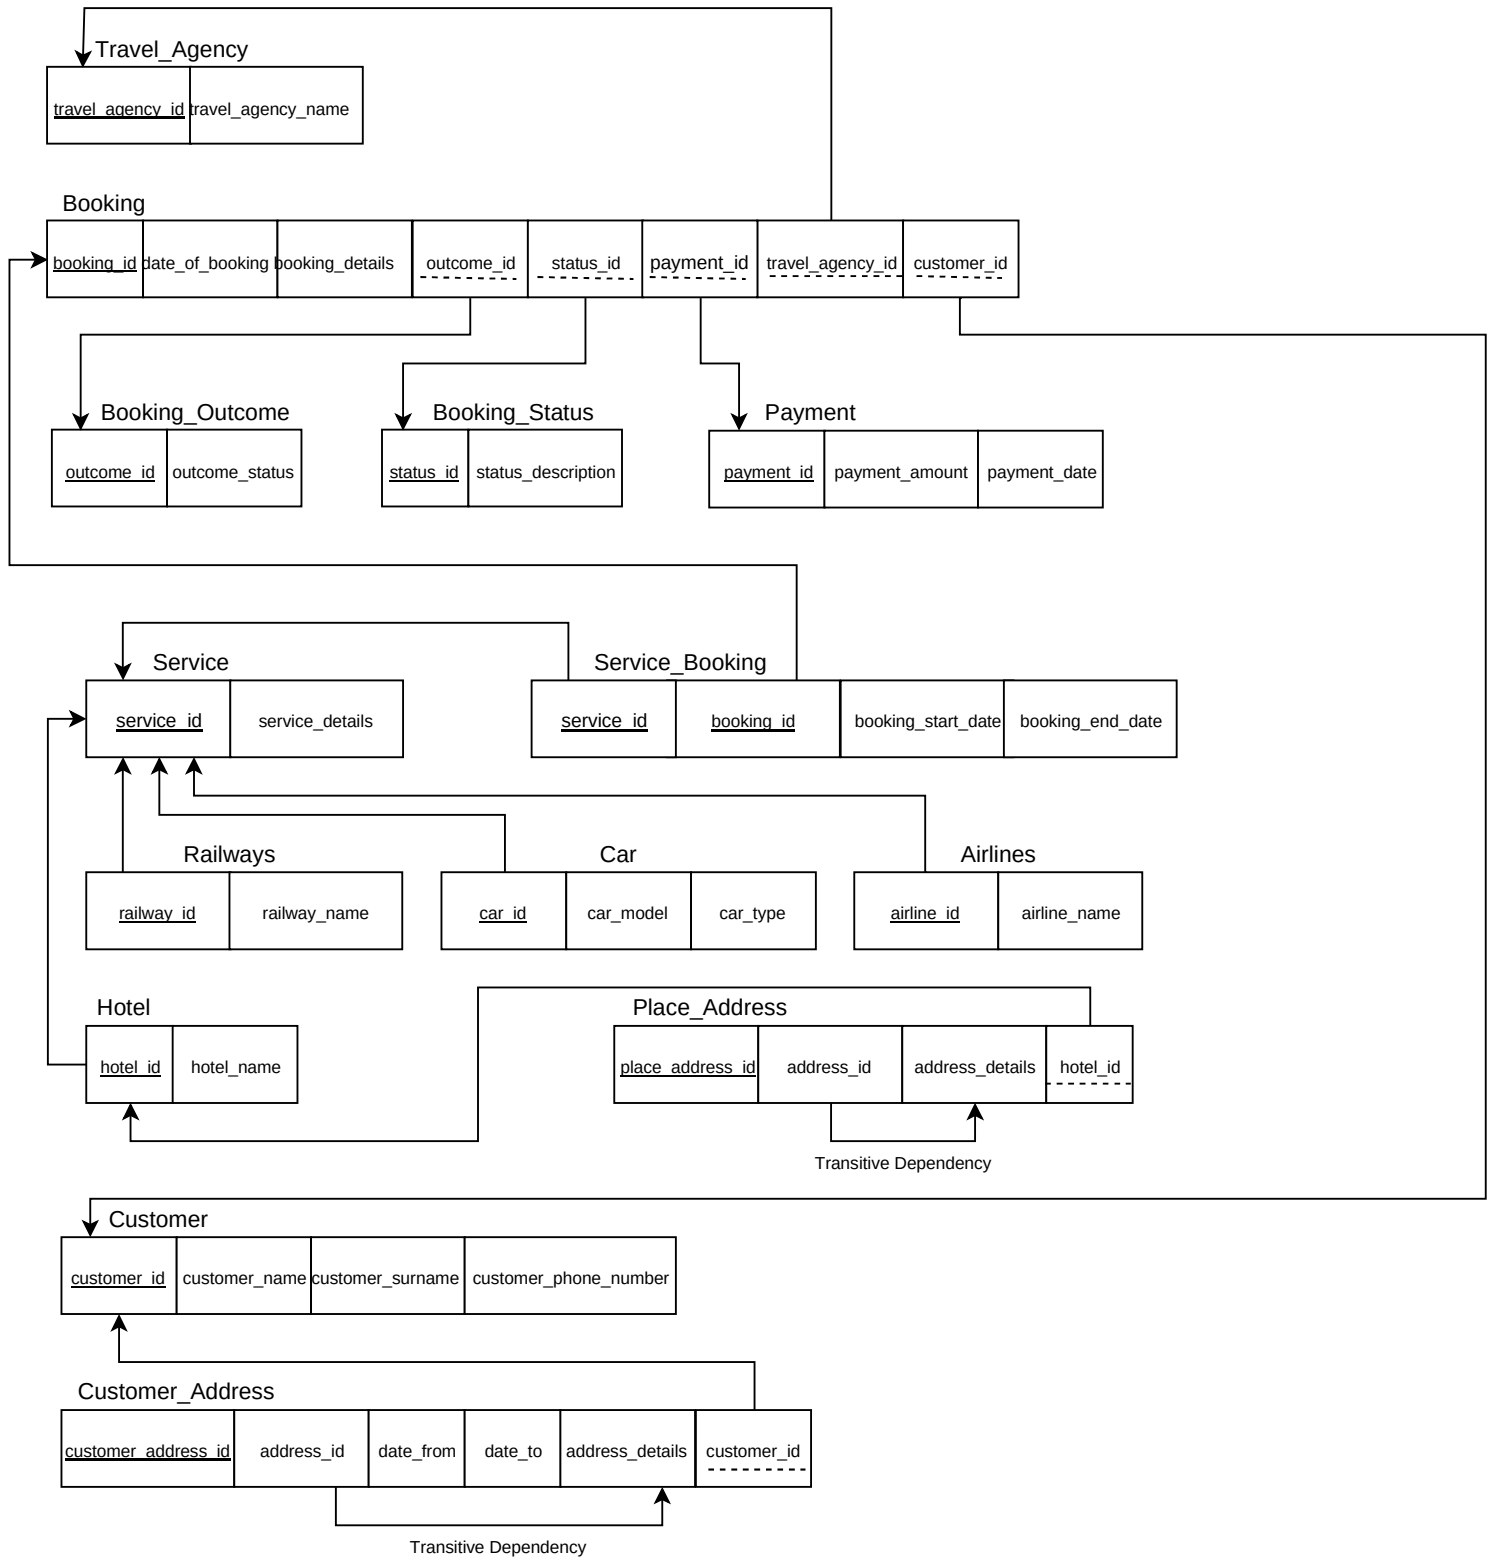 Travel_Agency
travel_agency_id travel_agency_name
Booking
booking_id date_of_booking booking_details outcome_id status_id payment_id travel_agency_id customer_id
Booking_Outcome Booking_Status Payment
outcome_id outcome_status status_id status_description payment_id payment_amount payment_date
Service Service_Booking
service_id service_details service_id booking_id booking_start_date booking_end_date
Railways Car Airlines
railway_id railway_name car_id car_model car_type airline_id airline_name
Hotel Place_Address
hotel_id hotel_name place_address_id address_id address_details hotel_id
Transitive Dependency
Customer
customer_id customer_name customer_surname customer_phone_number
Customer_Address
customer_address_id address_id date_from date_to address_details customer_id
Transitive Dependency